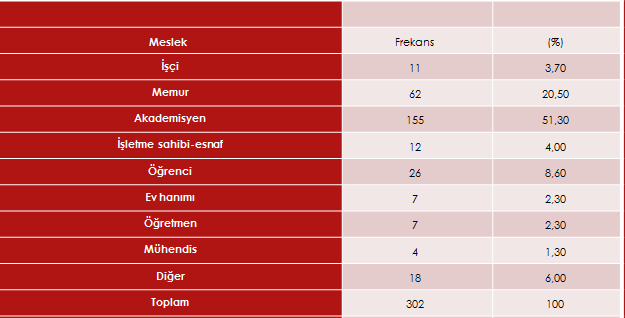 Meslek Frekans (%)
İşçi 11 3,70
Memur 62 20,50
Akademisyen 155 51,30
İşletme sahibi-esnaf 12 4,00
Öğrenci 26 8,60
Ev hanımı 7 2,30
Öğretmen 7 2,30
Mühendis 4 1,30
Diğer 18 6,00
Toplam 302 100